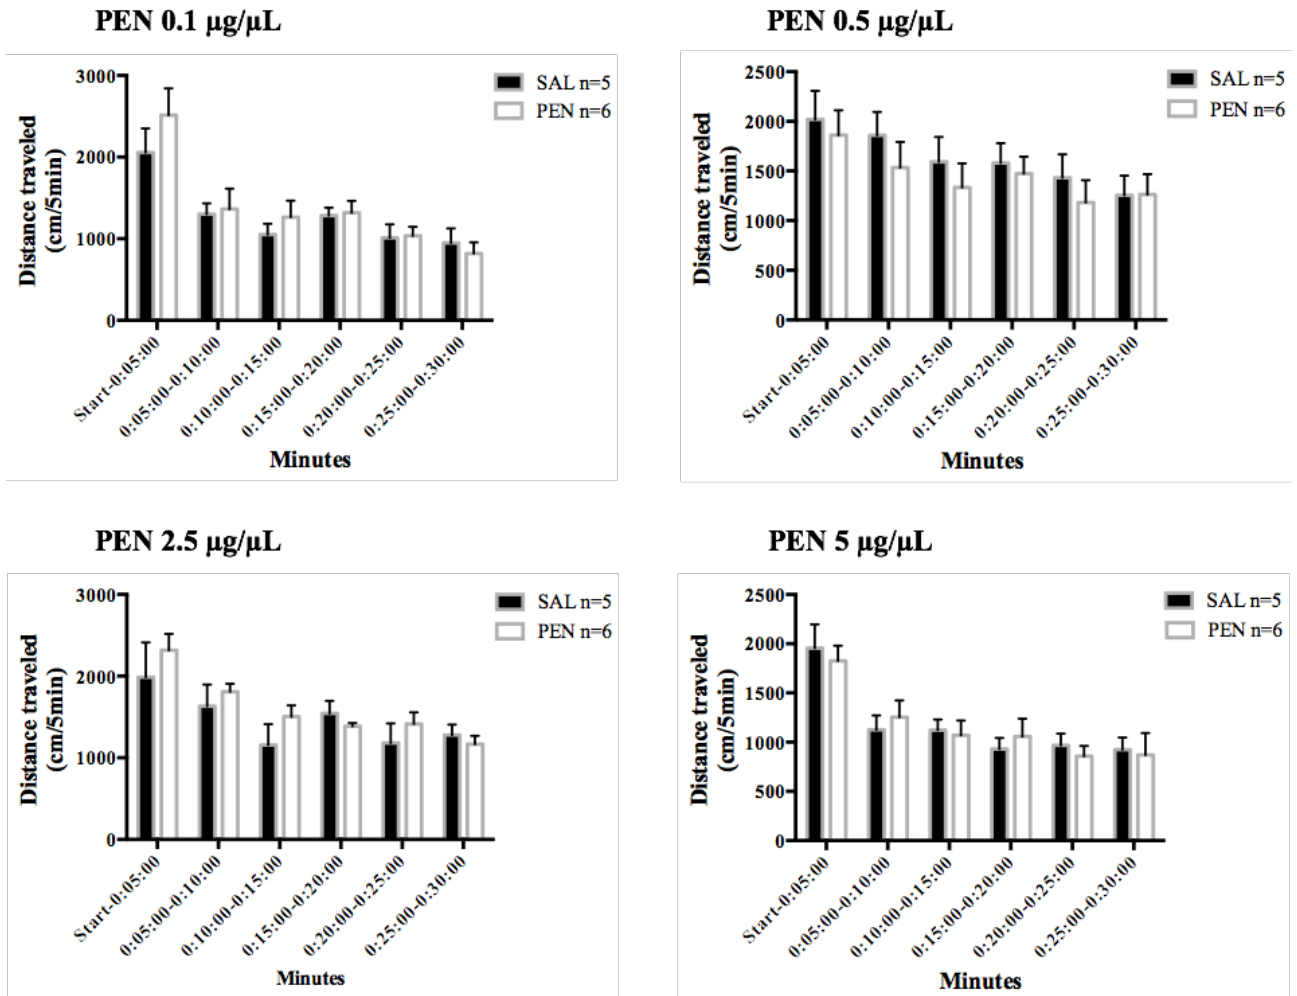 PEN 0.1 µg/µL
3000
2000
1000
0
Distance traveled
(cm/5min)
SAL n=5
PEN n=6
Start-0:05:00
0:05:00-0:10:00
0:10:00-0:15:00
0:15:00-0:20:00
0:20:00-0:25:00
0:25:00-0:30:00
Minutes
PEN 0.5 µg/µL
2500
2000
1500
1000
500
0
Distance traveled
(cm/5min)
SAL n=5
PEN n=6
Start-0:05:00
0:05:00-0:10:00
0:10:00-0:15:00
0:15:00-0:20:00
0:20:00-0:25:00
0:25:00-0:30:00
Minutes
PEN 2.5 µg/µL
3000
2000
1000
0
Distance traveled
(cm/5min)
SAL n=5
PEN n=6
Start-0:05:00
0:05:00-0:10:00
0:10:00-0:15:00
0:15:00-0:20:00
0:20:00-0:25:00
0:25:00-0:30:00
Minutes
PEN 5 µg/µL
2500
2000
1500
1000
500
0
Distance traveled
(cm/5min)
SAL n=5
PEN n=6
Start-0:05:00
0:05:00-0:10:00
0:10:00-0:15:00
0:15:00-0:20:00
0:20:00-0:25:00
0:25:00-0:30:00
Minutes